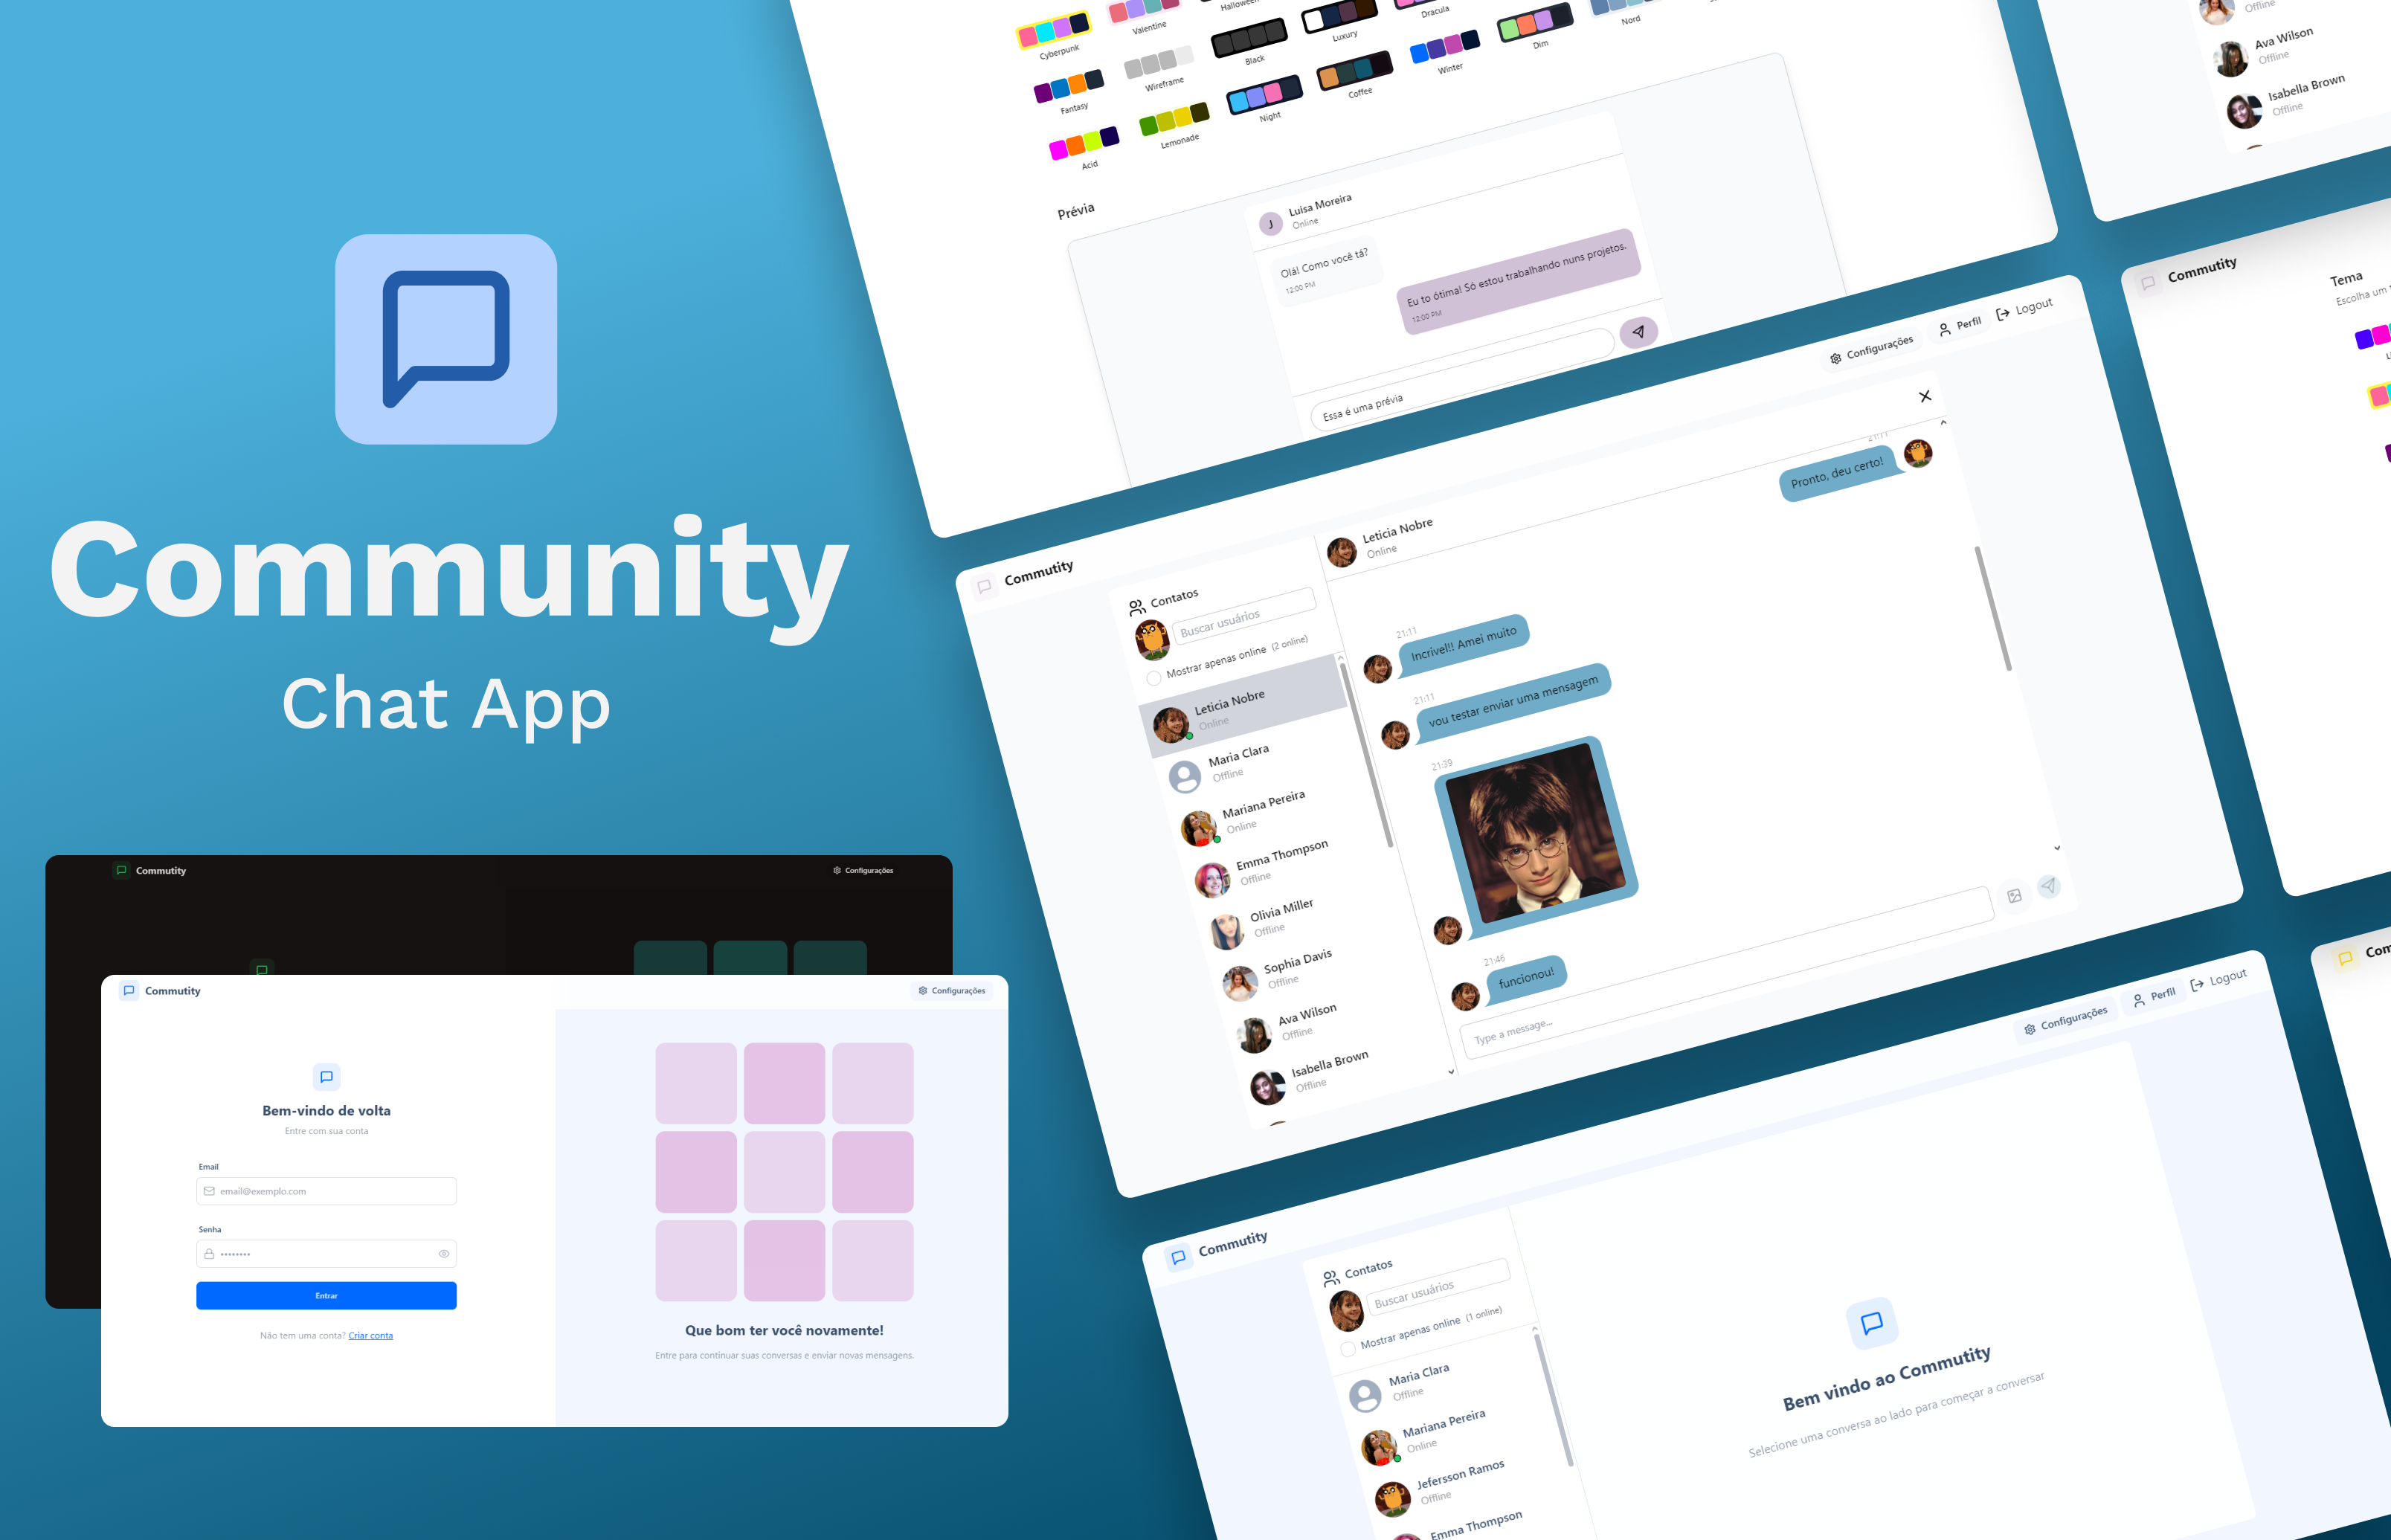 Community
Chat App
Cyberpunk
Valentine
Halloween
Dracula
Fantasy
Wireframe
Black
Luxury
Nord
Acid
Lemonade
Night
Coffee
Winter
Dim
Prévia
J
Luisa Moreira
Online
Olá! Como você tá?
12:00 PM
Eu to ótima! Só estou trabalhando nuns projetos.
12:00 PM
Essa é uma prévia
Offline
Ava Wilson
Offline
Isabella Brown
Offline
Commutity
Tema
Escolha um
Commutity
Configurações
Perfil
Logout
Contatos
Buscar usuários
Mostrar apenas online (2 online)
Leticia Nobre
Online
Maria Clara
Offline
Mariana Pereira
Online
Emma Thompson
Offline
Olivia Miller
Offline
Sophia Davis
Offline
Ava Wilson
Offline
Isabella Brown
Offline
Leticia Nobre
Online
21:11
Pronto, deu certo!
21:11
Incrivel!! Amei muito
21:11
vou testar enviar uma mensagem
21:39
21:46
funcionou!
Type a message...
Commutity
Configurações
Commutity
Configurações
Bem-vindo de volta
Entre com sua conta
Email
email@exemplo.com
Senha
••••••••
Entrar
Não tem uma conta? Criar conta
Que bom ter você novamente!
Entre para continuar suas conversas e enviar novas mensagens.
Commutity
Configurações
Perfil
Logout
Contatos
Buscar usuários
Mostrar apenas online (1 online)
Maria Clara
Offline
Mariana Pereira
Online
Jefersson Ramos
Offline
Emma Thompson
Bem vindo ao Commutity
Selecione uma conversa ao lado para começar a conversar
Com